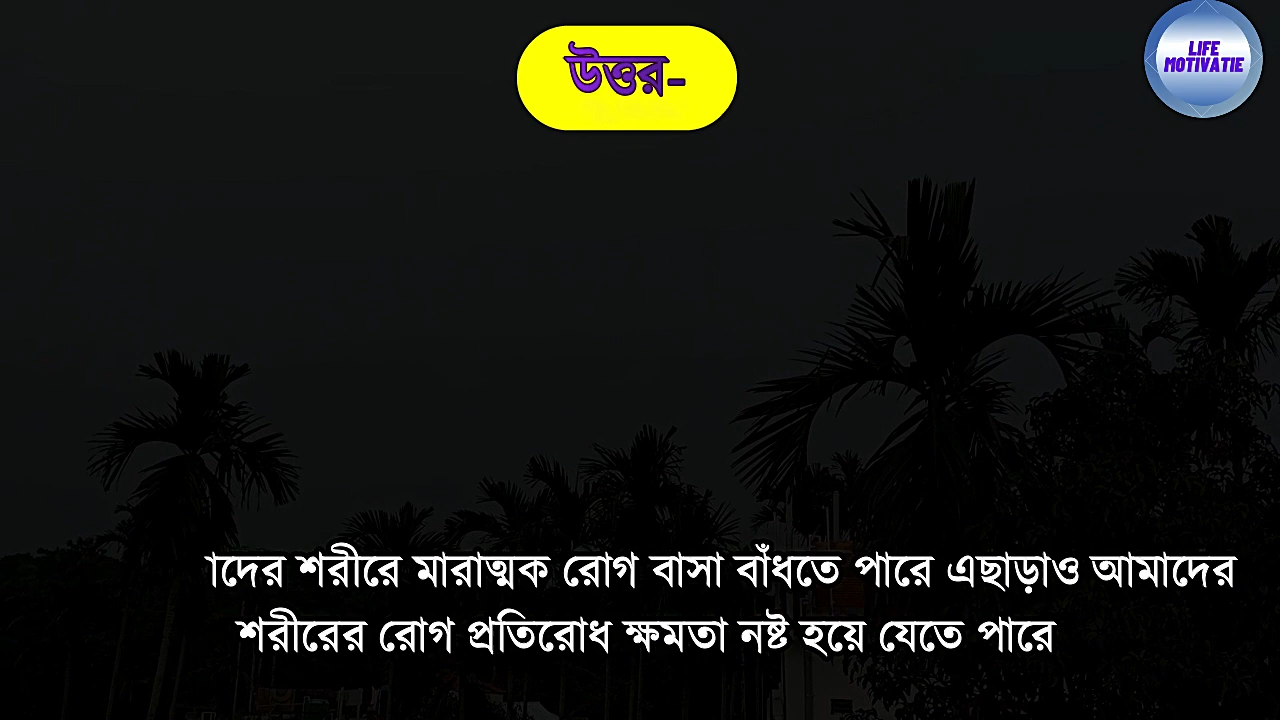 উত্তর-
LIFE
MOTIVATIE
াদের শরীরে মারাত্মক রোগ বাসা বাঁধতে পারে এছাড়াও আমাদের
শরীরের রোগ প্রতিরোধ ক্ষমতা নষ্ট হয়ে যেতে পারে